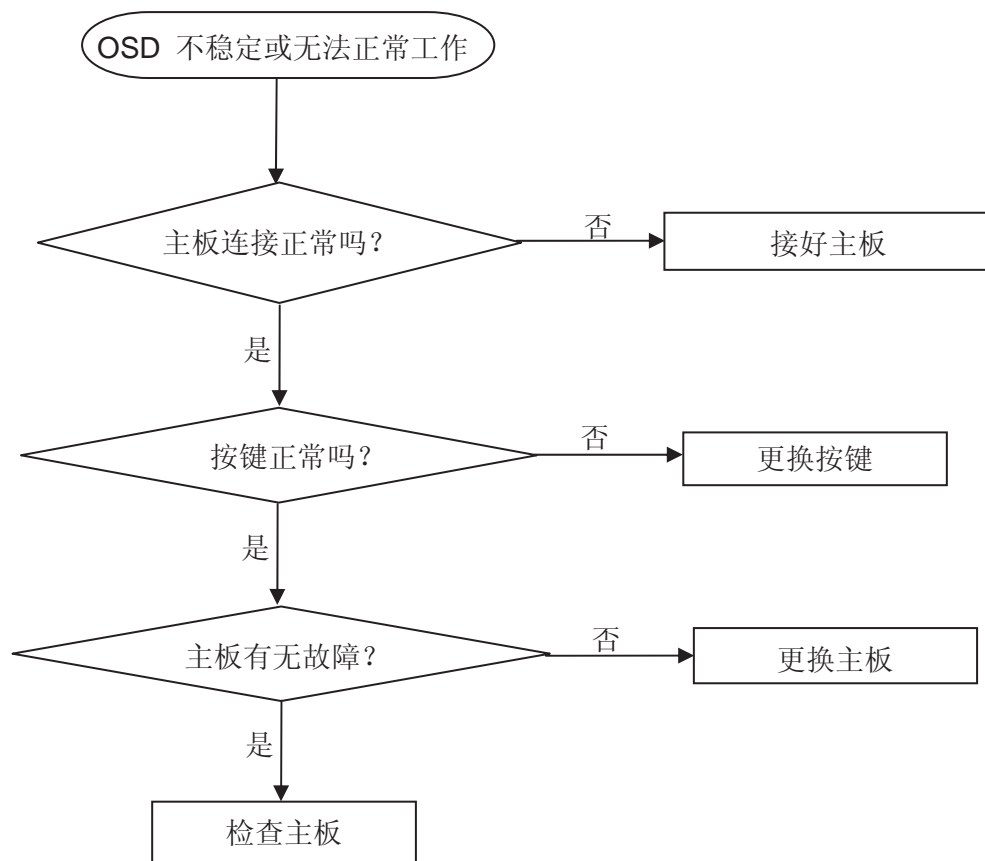 OSD 不稳定或无法正常工作
主板连接正常吗？
否
接好主板
是
按键正常吗？
否
更换按键
是
主板有无故障？
否
更换主板
是
检查主板